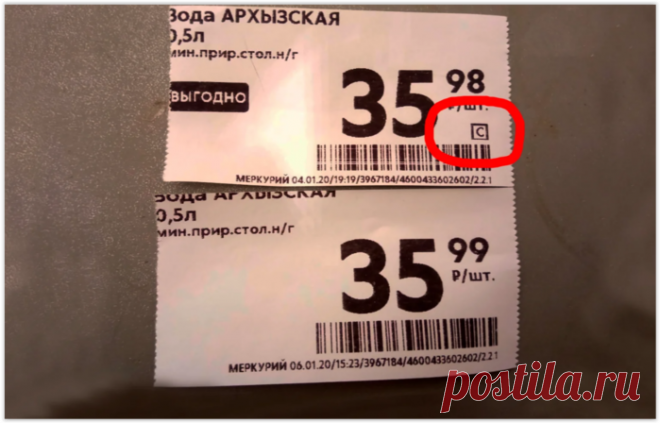 Вода АРХЫЗСКАЯ
0,5л
мин.прир.стол.н/г
ВЫГОДНО
35 98
₽/шт.
C
МЕРКУРИЙ 04.01.20/19:19/3967184/4600433602602/2.2.1
Вода АРХЫЗСКАЯ
0,5л
мин.прир.стол.н/г
35 99
₽/шт.
МЕРКУРИЙ 06.01.20/15:23/3967184/4600433602602/2.2.1
postila.ru